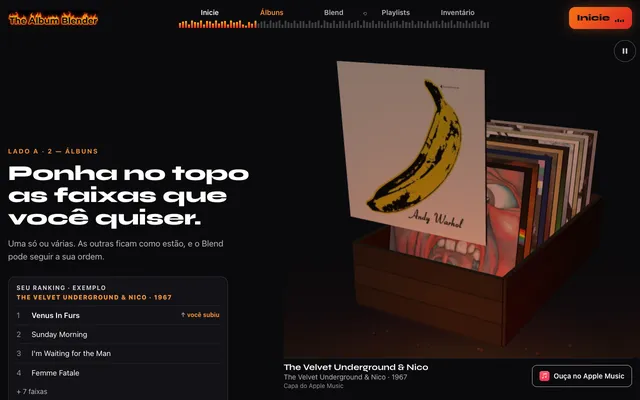 The Album Blender
Início
Álbuns
Blend
Playlists
Inventário
Inicie
LADO A · 2 — ÁLBUNS
Ponha no topo
as faixas que
você quiser.
Uma só ou várias. As outras ficam como estão, e o Blend
pode seguir a sua ordem.
SEU RANKING · EXEMPLO
THE VELVET UNDERGROUND & NICO · 1967
1 Venus In Furs ↑ você subiu
2 Sunday Morning
3 I'm Waiting for the Man
4 Femme Fatale
+ 7 faixas
Andy Warhol
The Velvet Underground & Nico
The Velvet Underground & Nico · 1967
Capa do Apple Music
Ouça no Apple Music